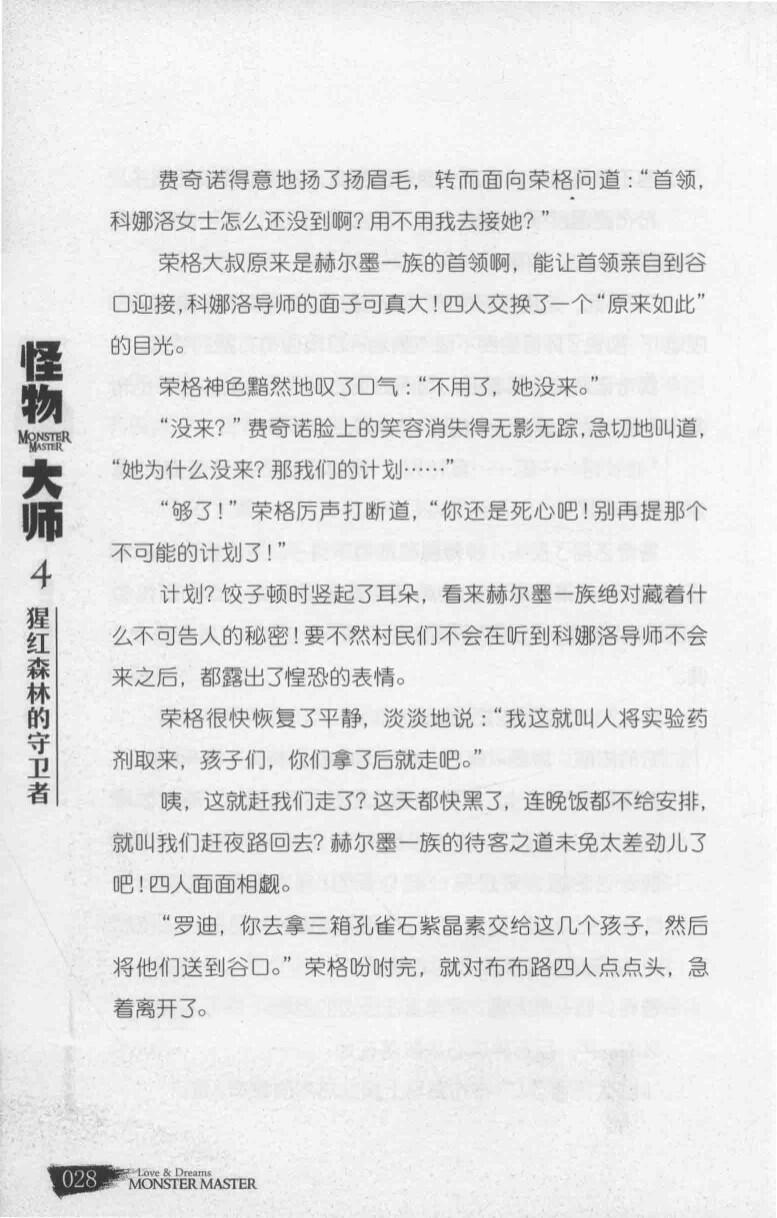 费奇诺得意地扬了扬眉毛，转而面向荣格问道：“首领，
科娜洛女士怎么还没到啊？用不用我去接她？”
荣格大叔原来是赫尔墨一族的首领啊，能让首领亲自到谷
口迎接，科娜洛导师的面子可真大！四人交换了一个“原来如此”
的目光。
荣格神色黯然地叹了口气：“不用了，她没来。”
“没来？”费奇诺脸上的笑容消失得无影无踪，急切地叫道，
“她为什么没来？那我们的计划……”
“够了！”荣格厉声打断道，“你还是死心吧！别再提那个
不可能的计划了！”
计划？饺子顿时竖起了耳朵，看来赫尔墨一族绝对藏着什
么不可告人的秘密！要不然村民们不会在听到科娜洛导师不会
来之后，都露出了惶恐的表情。
荣格很快恢复了平静，淡淡地说：“我这就叫人将实验药
剂取来，孩子们，你们拿了后就走吧。”
咦，这就赶我们走了？这天都快黑了，连晚饭都不给安排，
就叫我们赶夜路回去？赫尔墨一族的待客之道未免太差劲儿了
吧！四人面面相觑。
“罗迪，你去拿三箱孔雀石紫晶素交给这几个孩子，然后
将他们送到谷口。”荣格吩咐完，就对布布路四人点点头，急
着离开了。
怪物
MONSTER
MASTER
大师
4
猩红森林的守卫者
028
Love & Dreams
MONSTER MASTER